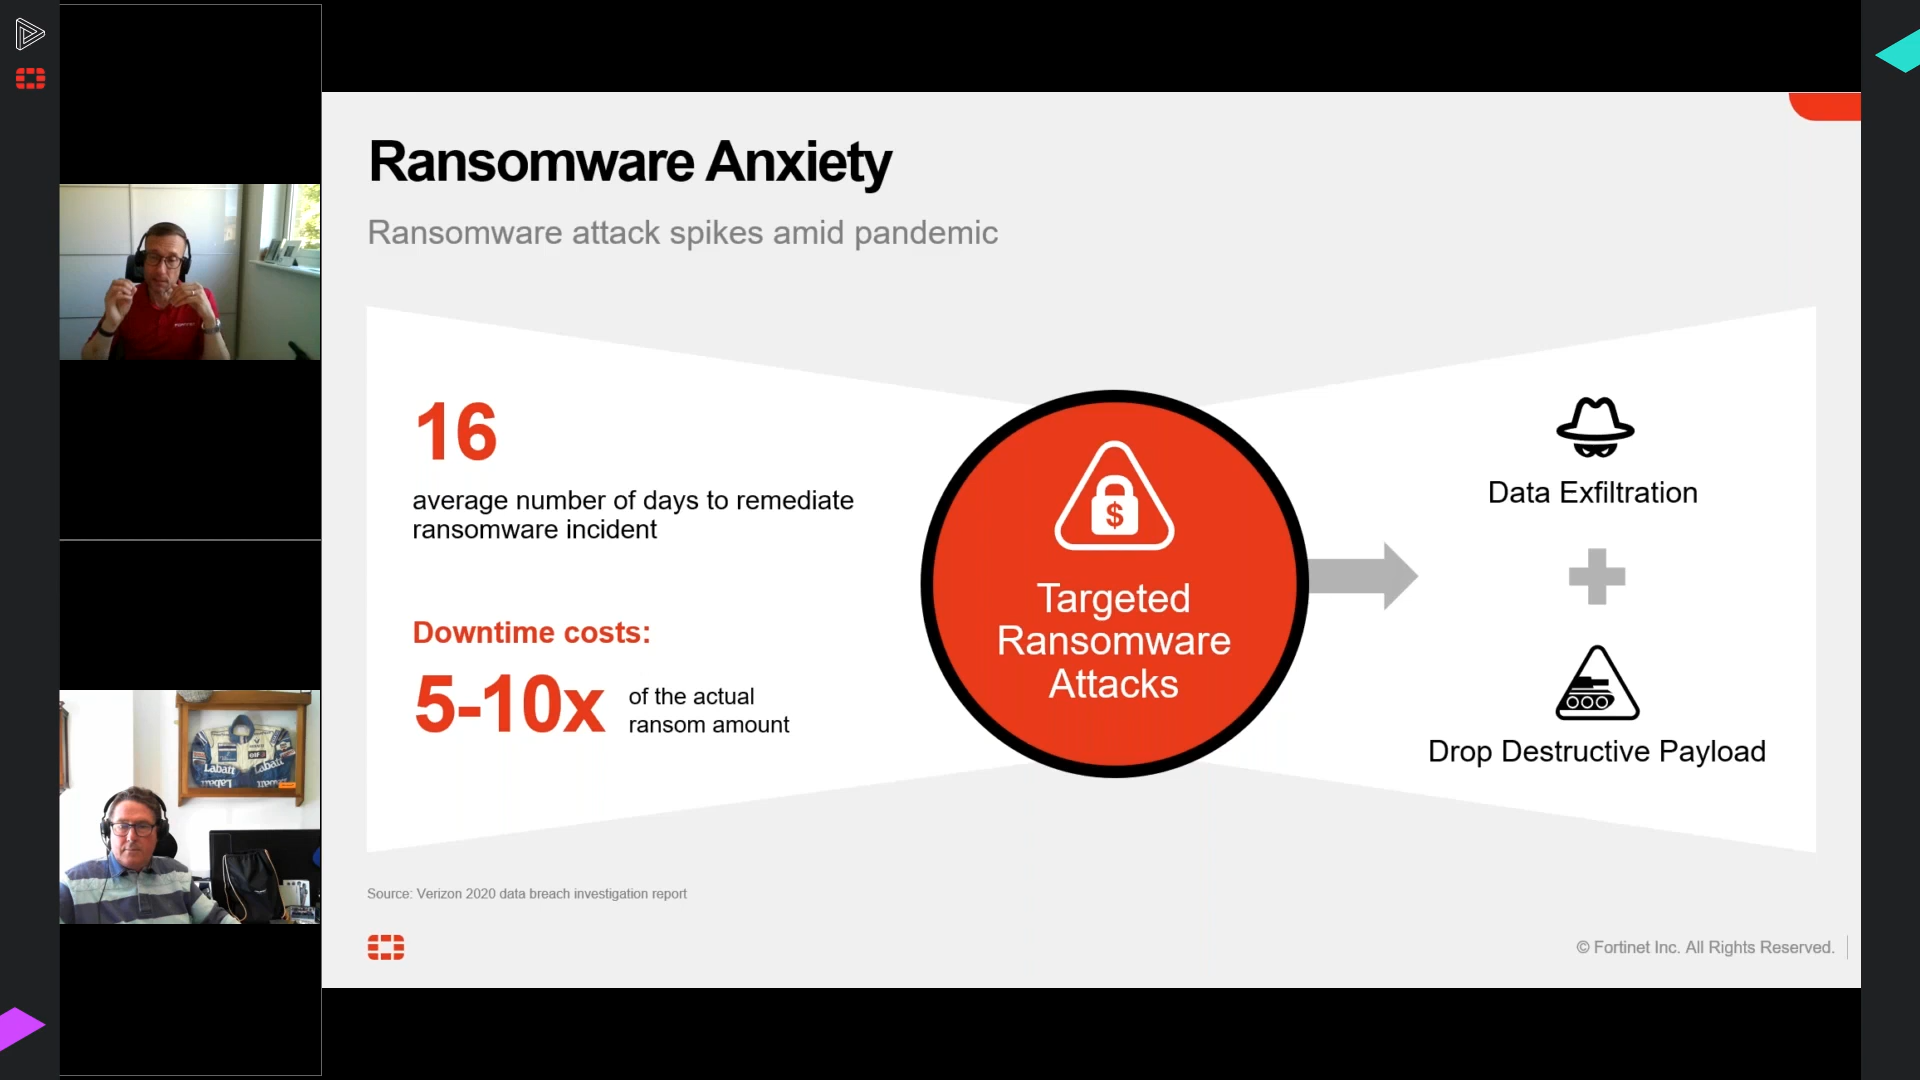 Ransomware Anxiety
Ransomware attack spikes amid pandemic
16
average number of days to remediate
ransomware incident
Downtime costs:
5-10x
of the actual
ransom amount
$
Targeted
Ransomware
Attacks
Data Exfiltration
Drop Destructive Payload
Source: Verizon 2020 data breach investigation report
© Fortinet Inc. All Rights Reserved.
Labatt
Labatt